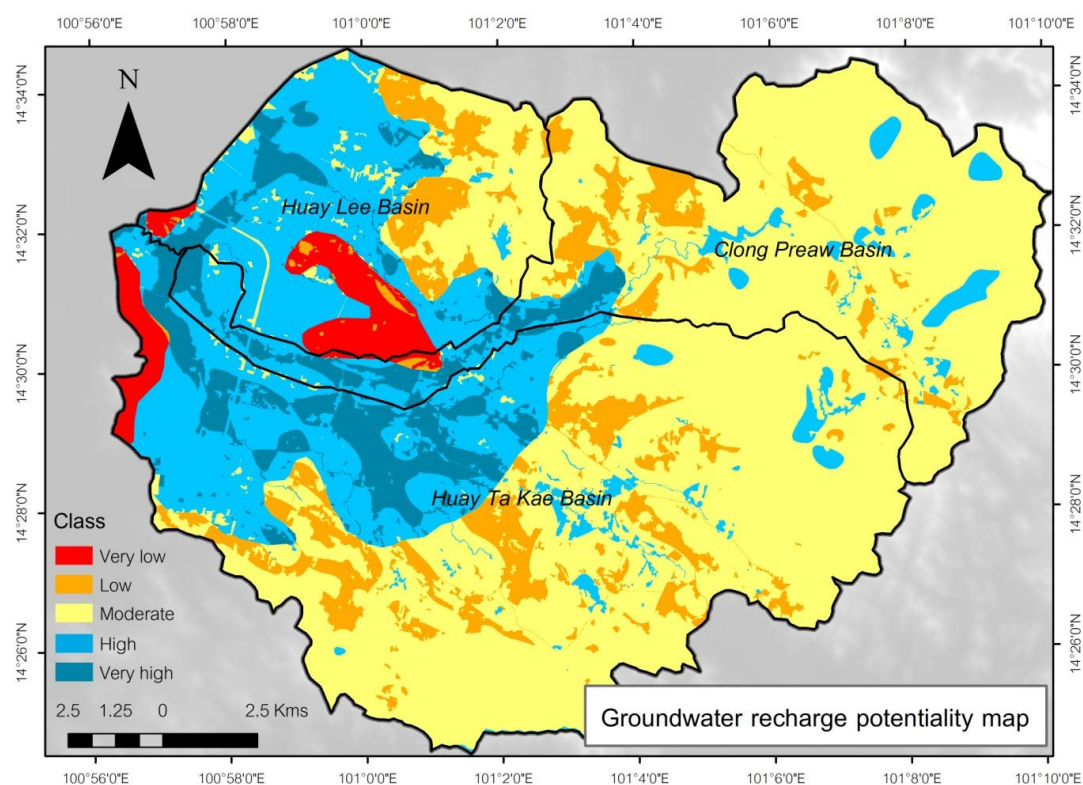 100°56'0"E 100°58'0"E 101°0'0"E 101°2'0"E 101°4'0"E 101°6'0"E 101°8'0"E 101°10'0"E
N
14°34'0"N 14°34'0"N
Huay Lee Basin
14°32'0"N 14°32'0"N
Clong Preaw Basin
14°30'0"N 14°30'0"N
Huay Ta Kae Basin
14°28'0"N 14°28'0"N
Class
Very low
Low
Moderate
High
Very high
14°26'0"N 14°26'0"N
2.5 1.25 0 2.5 Kms
Groundwater recharge potentiality map
100°56'0"E 100°58'0"E 101°0'0"E 101°2'0"E 101°4'0"E 101°6'0"E 101°8'0"E 101°10'0"E